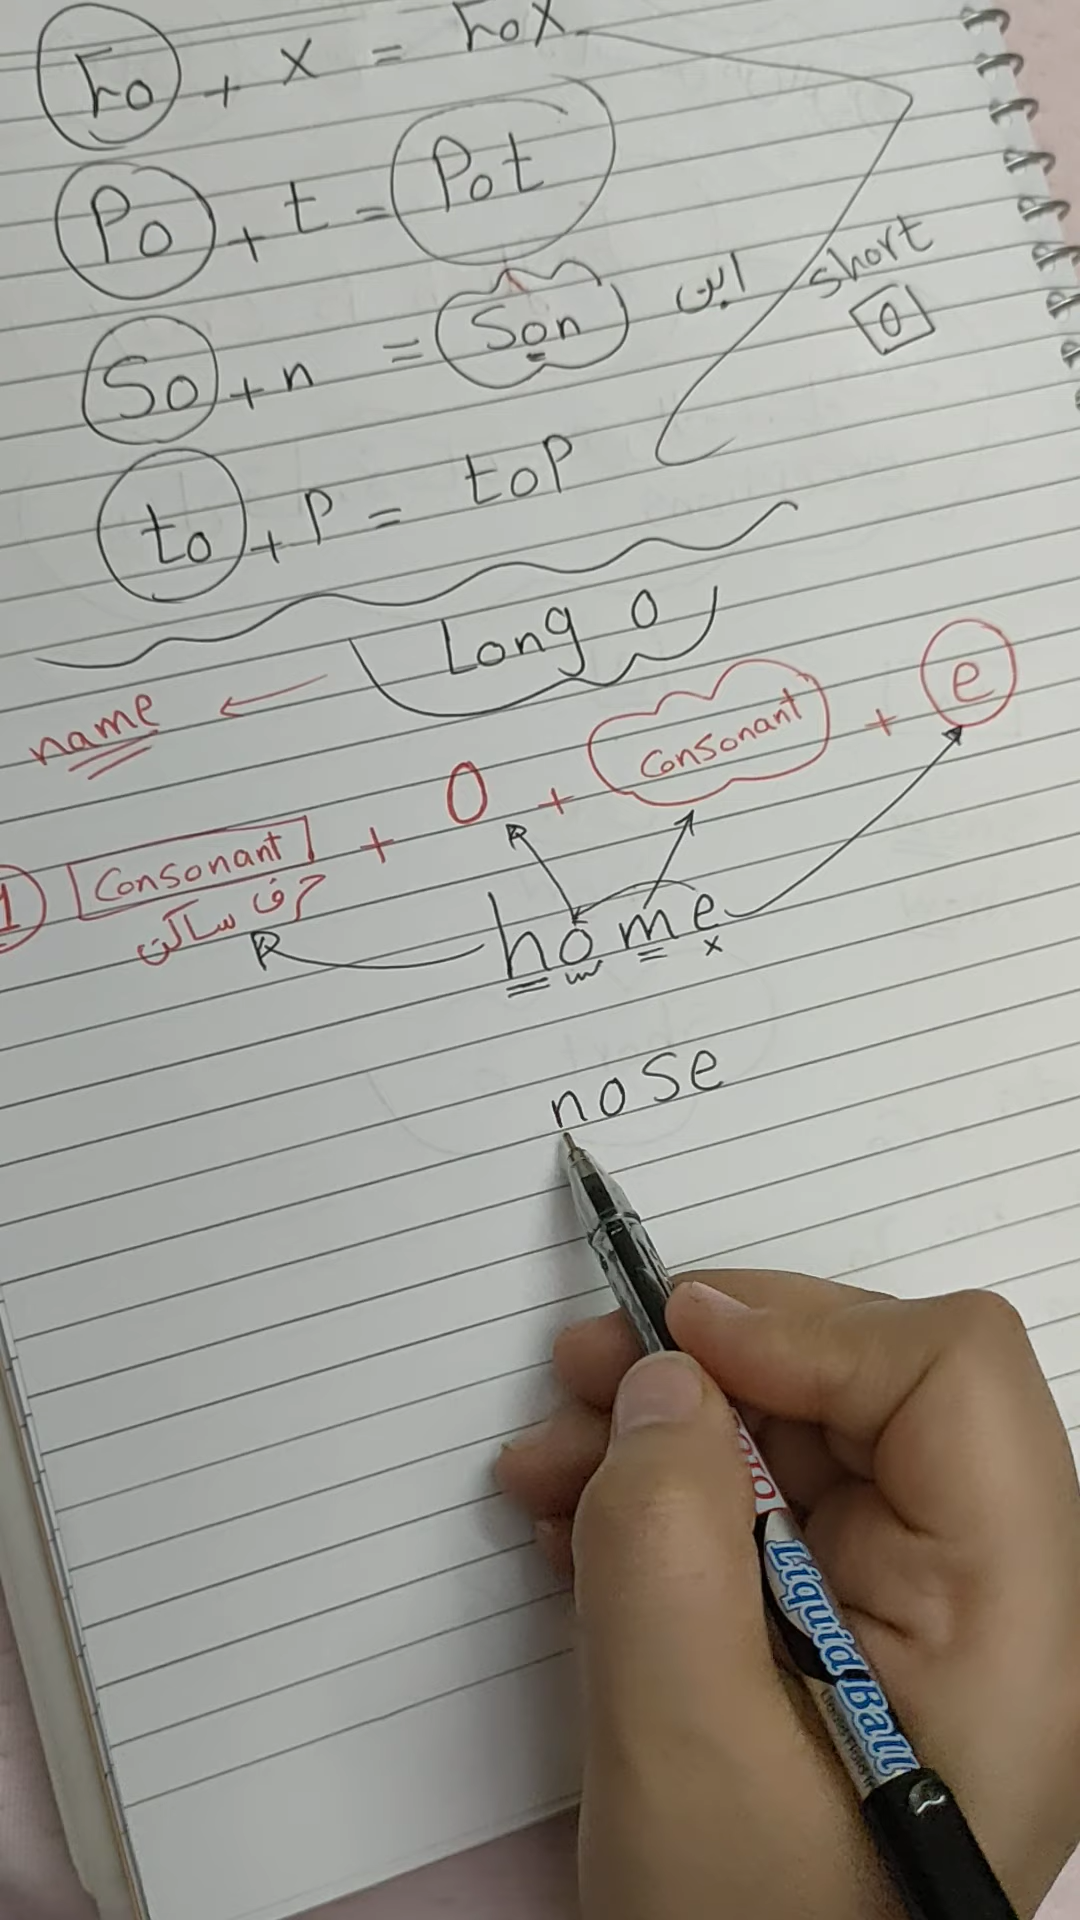 Fo + x = Fox
Po + t = Pot
So + n = Son ابن
short
o
to + P = toP
Long o
name
1 Consonant + O + Consonant + e
حرف ساكن
home
x
nose
Liquid Ball